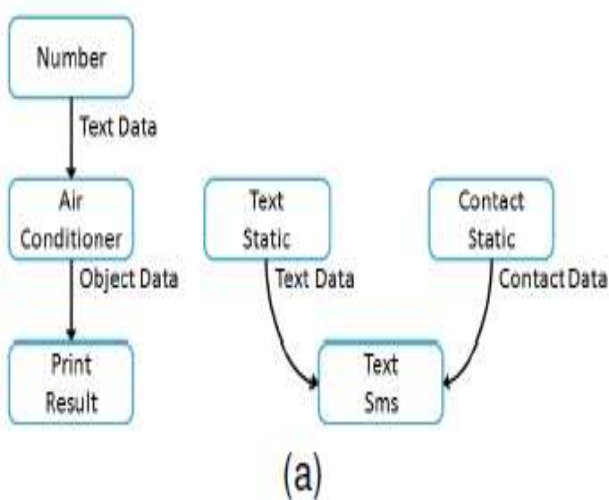 Number
Text Data
Air
Conditioner
Text
Static
Contact
Static
Object Data
Text Data
Contact Data
Print
Result
Text
Sms
(a)